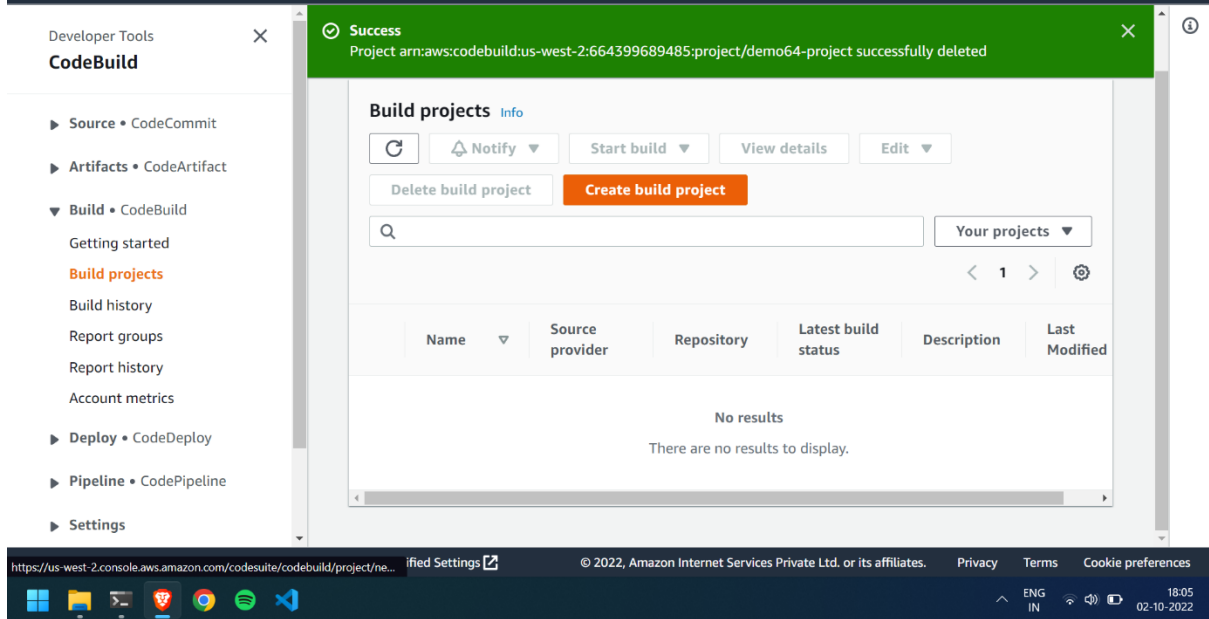 Developer Tools
CodeBuild
Source • CodeCommit
Artifacts • CodeArtifact
Build • CodeBuild
Getting started
Build projects
Build history
Report groups
Report history
Account metrics
Deploy • CodeDeploy
Pipeline • CodePipeline
Settings
Success
Project arn:aws:codebuild:us-west-2:664399689485:project/demo64-project successfully deleted
Build projects Info
Notify Start build View details Edit
Delete build project Create build project
Your projects
1
Name Source provider Repository Latest build status Description Last Modified
No results
There are no results to display.
https://us-west-2.console.aws.amazon.com/codesuite/codebuild/project/ne... ified Settings © 2022, Amazon Internet Services Private Ltd. or its affiliates. Privacy Terms Cookie preferences
ENG
IN
18:05
02-10-2022